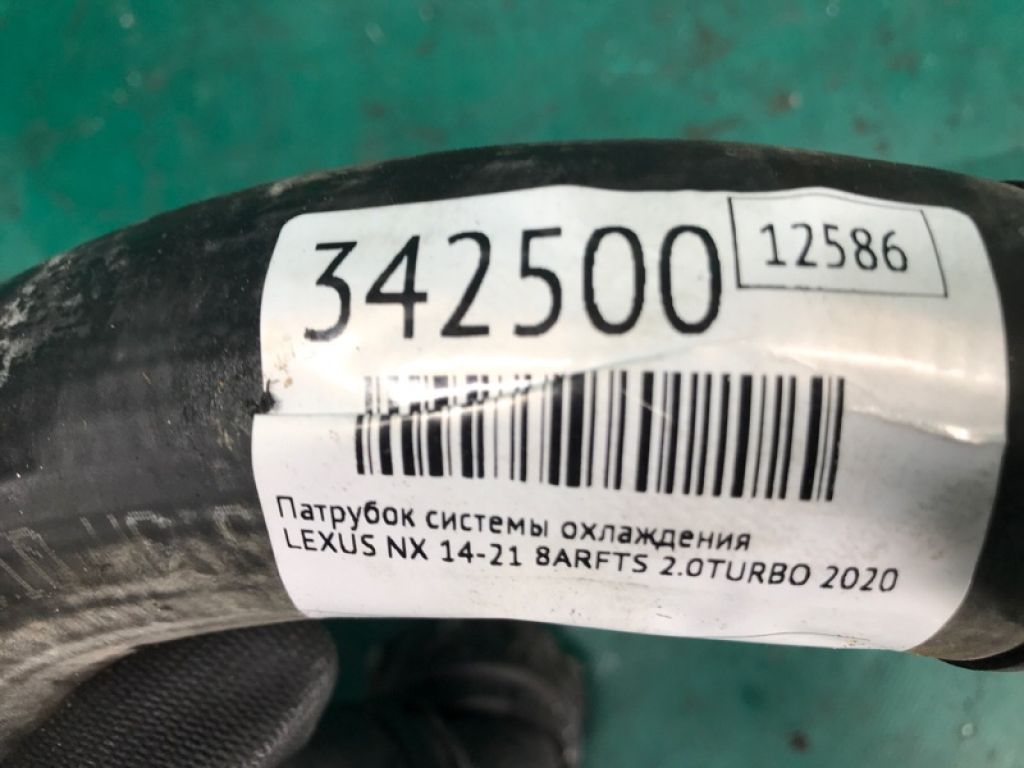 342500
12586
Патрубок системы охлаждения
LEXUS NX 14-21 8ARFTS 2.0TURBO 2020